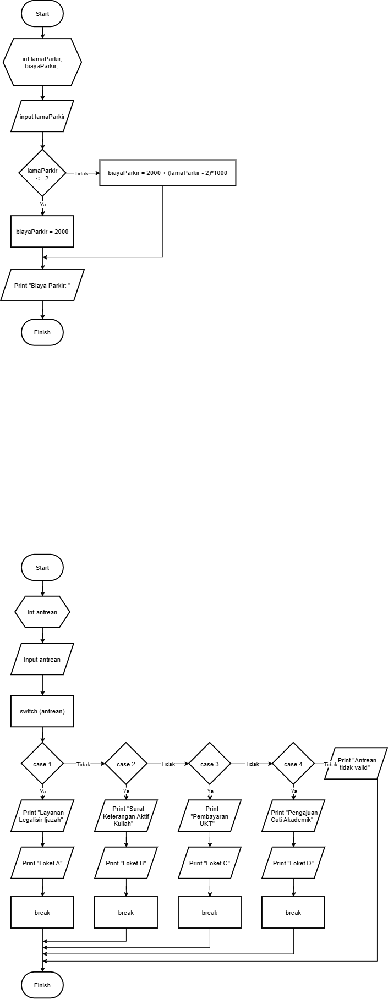 Start
int lamaParkir,
biayaParkir,
input lamaParkir
lamaParkir
<= 2
Tidak
biayaParkir = 2000 + (lamaParkir - 2)*1000
Ya
biayaParkir = 2000
Print "Biaya Parkir: "
Finish
Start
int antrean
input antrean
switch (antrean)
case 1
Tidak
case 2
Tidak
case 3
Tidak
case 4
Tidak
Print "Antrean
tidak valid"
Ya
Ya
Ya
Ya
Print "Layanan
Legalisir Ijazah"
Print "Surat
Keterangan Aktif
Kuliah"
Print
"Pembayaran
UKT"
Print "Pengajuan
Cuti Akademik"
Print "Loket A"
Print "Loket B"
Print "Loket C"
Print "Loket D"
break
break
break
break
Finish